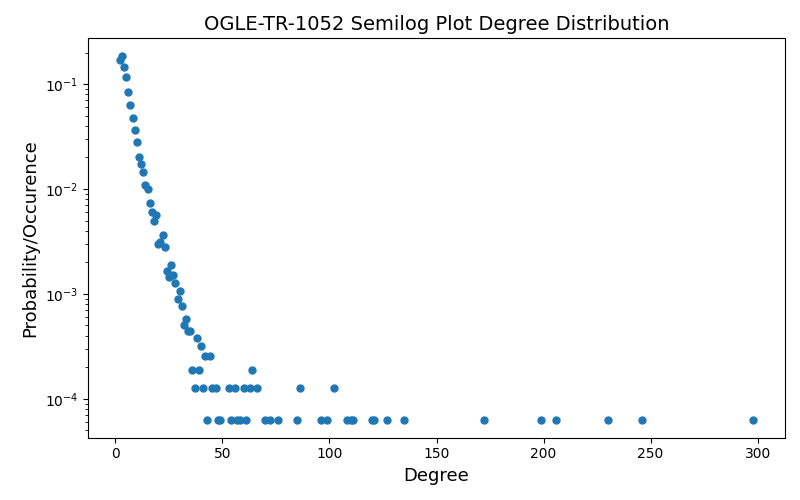 OGLE-TR-1052 Semilog Plot Degree Distribution
Probability/Occurence
10⁻¹
10⁻²
10⁻³
10⁻⁴
0 50 100 150 200 250 300
Degree